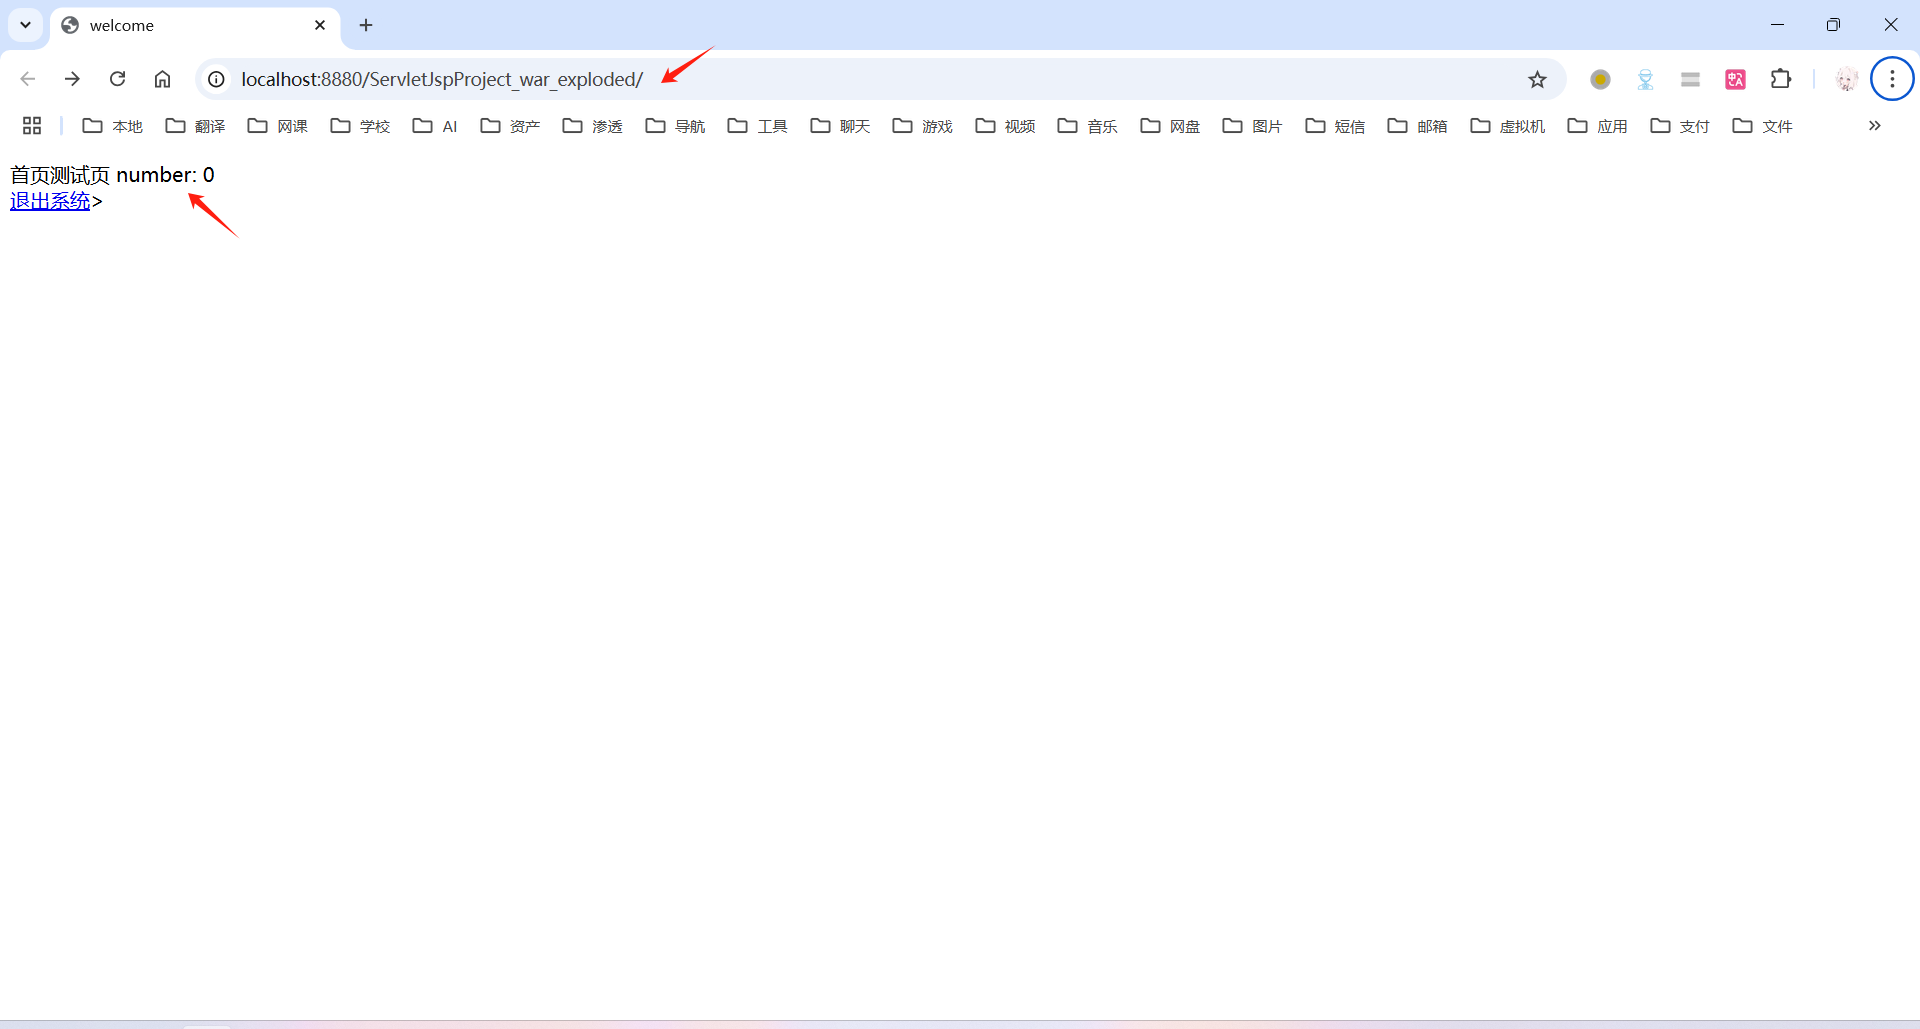 welcome
localhost:8880/ServletJspProject_war_exploded/
本地 翻译 网课 学校 AI 资产 渗透 导航 工具 聊天 游戏 视频 音乐 网盘 图片 短信 邮箱 虚拟机 应用 支付 文件
首页测试页 number: 0
退出系统>